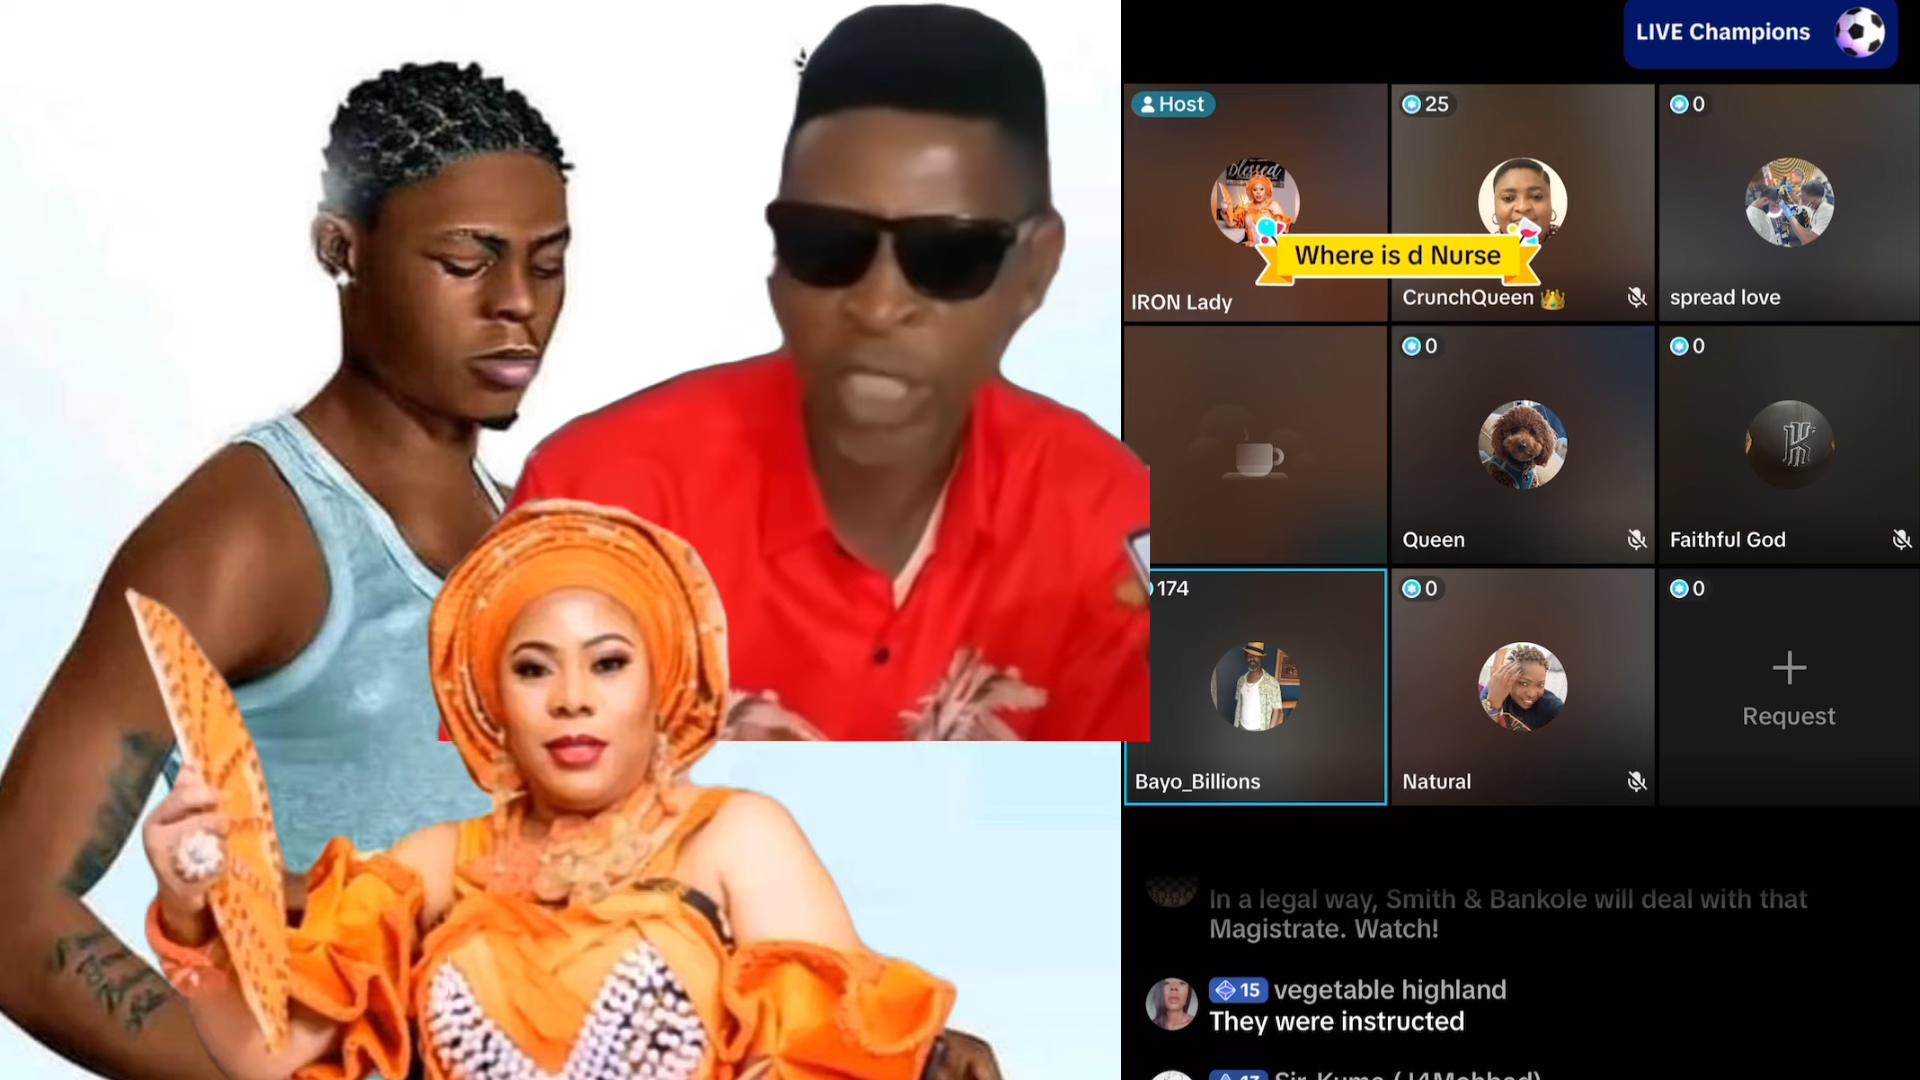 LIVE Champions
Host
25
0
Blessed
Where is d Nurse
IRON Lady
CrunchQueen
spread love
0
0
Queen
Faithful God
174
0
0
Request
Bayo_Billions
Natural
In a legal way, Smith & Bankole will deal with that
Magistrate. Watch!
15 vegetable highland
They were instructed